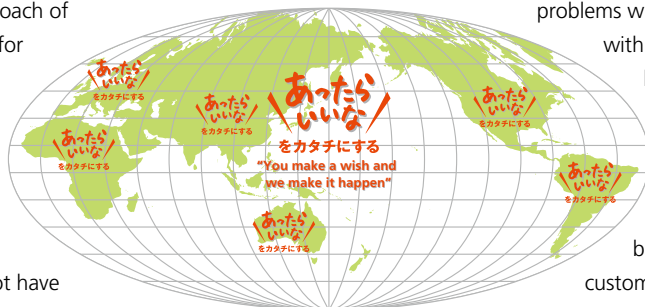 oach of
for
problems w
with
あったら
いいな
をカタチにする
あったら
いいな
をカタチにする
あったら
いいな
をカタチにする
"You make a wish and
we make it happen"
あったら
いいな
をカタチにする
あったら
いいな
をカタチにする
あったら
いいな
をカタチにする
あったら
いいな
をカタチにする
b
ot have
custom